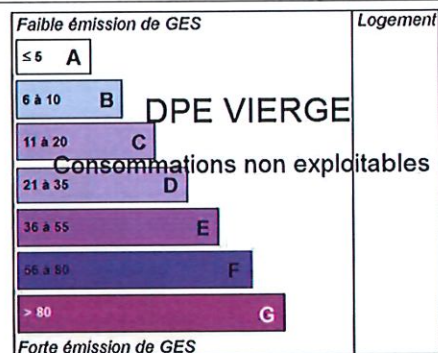 Faible émission de GES
Logement
≤ 5 A
6 à 10 B
DPE VIERGE
11 à 20 C
Consommations non exploitables
21 à 35 D
36 à 55 E
56 à 80 F
> 80 G
Forte émission de GES